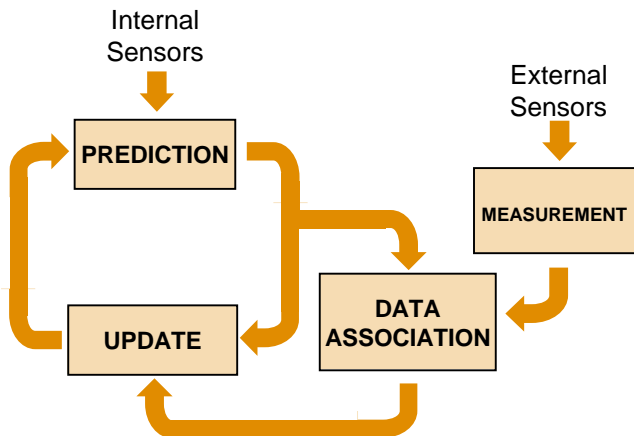 Internal
Sensors
External
Sensors
PREDICTION
MEASUREMENT
DATA
ASSOCIATION
UPDATE